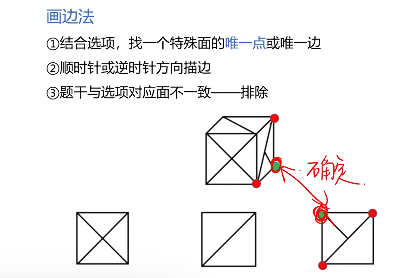 画边法
①结合选项，找一个特殊面的唯一点或唯一边
②顺时针或逆时针方向描边
③题干与选项对应面不一致——排除
确定